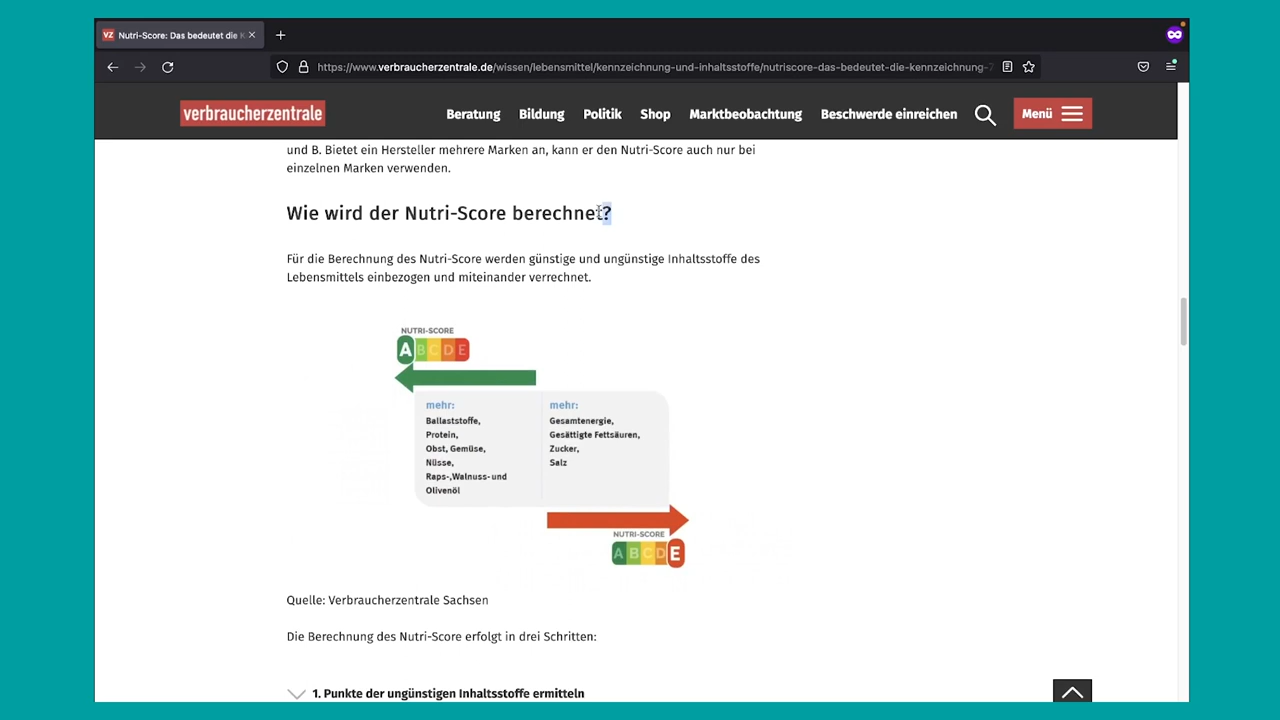 VZ Nutri-Score: Das bedeutet die K
https://www.verbraucherzentrale.de/wissen/lebensmittel/kennzeichnung-und-inhaltsstoffe/nutriscore-das-bedeutet-die-kennzeichnung-
verbraucherzentrale Beratung Bildung Politik Shop Marktbeobachtung Beschwerde einreichen Menü
und B. Bietet ein Hersteller mehrere Marken an, kann er den Nutri-Score auch nur bei
einzelnen Marken verwenden.
Wie wird der Nutri-Score berechnet?
Für die Berechnung des Nutri-Score werden günstige und ungünstige Inhaltsstoffe des
Lebensmittels einbezogen und miteinander verrechnet.
NUTRI-SCORE
A B C D E
mehr:
Ballaststoffe,
Protein,
Obst, Gemüse,
Nüsse,
Raps-,Walnuss- und
Olivenöl
mehr:
Gesamtenergie,
Gesättigte Fettsäuren,
Zucker,
Salz
NUTRI-SCORE
A B C D E
Quelle: Verbraucherzentrale Sachsen
Die Berechnung des Nutri-Score erfolgt in drei Schritten:
1. Punkte der ungünstigen Inhaltsstoffe ermitteln